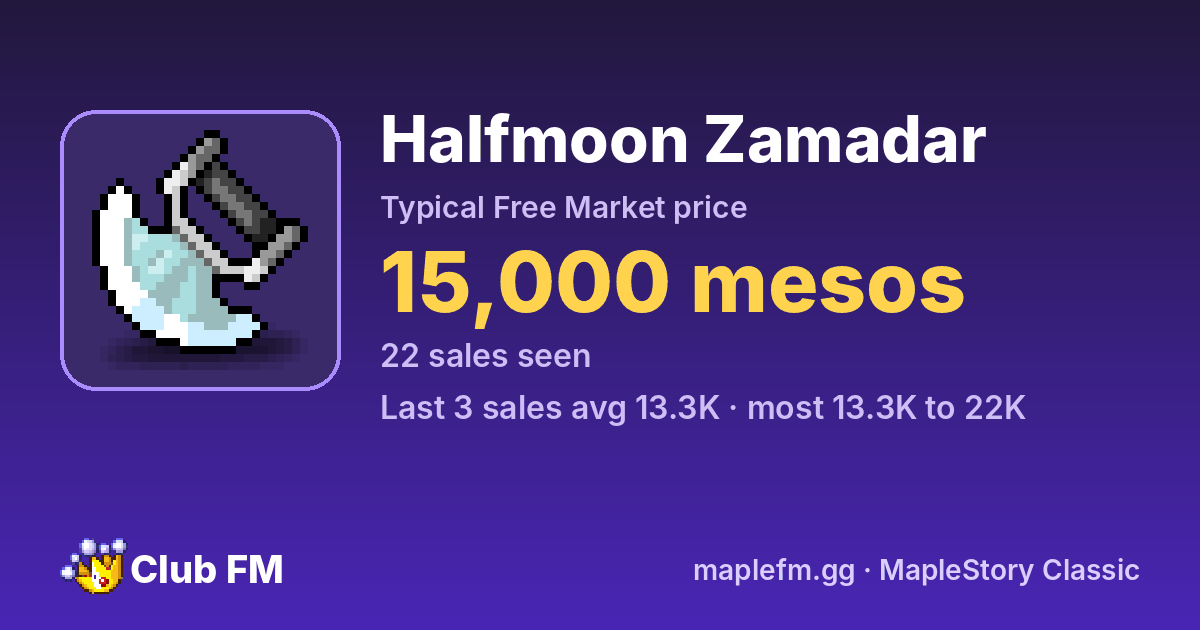 Halfmoon Zamadar
Typical Free Market price
15,000 mesos
22 sales seen
Last 3 sales avg 13.3K · most 13.3K to 22K
Club FM
maplefm.gg · MapleStory Classic